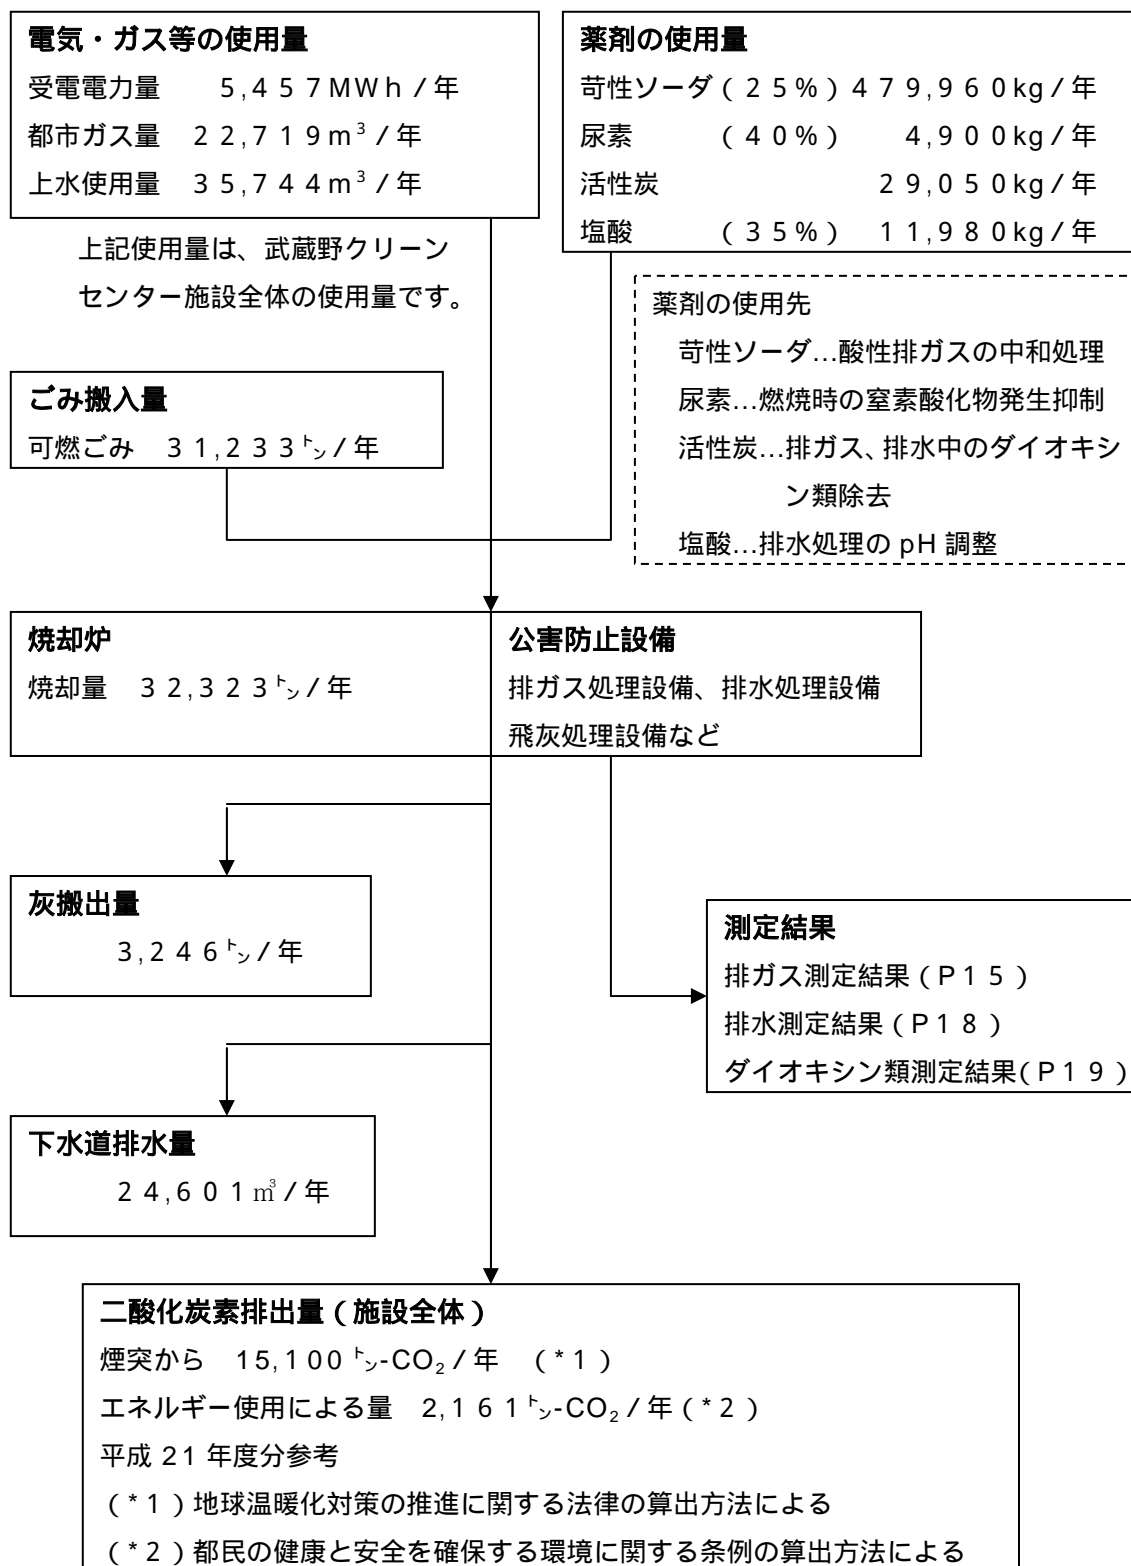 電気・ガス等の使用量
受電電力量　　5,457MWh/年
都市ガス量　22,719m³/年
上水使用量　35,744m³/年
上記使用量は、武蔵野クリーン
センター施設全体の使用量です。
薬剤の使用量
苛性ソーダ(25%)479,960kg/年
尿素　　　(40%)　　4,900kg/年
活性炭　　　　　　　29,050kg/年
塩酸　　　(35%)　11,980kg/年
薬剤の使用先
苛性ソーダ…酸性排ガスの中和処理
尿素…燃焼時の窒素酸化物発生抑制
活性炭…排ガス、排水中のダイオキシ
ン類除去
塩酸…排水処理の pH 調整
ごみ搬入量
可燃ごみ　31,233㌧/年
焼却炉
焼却量　32,323㌧/年
公害防止設備
排ガス処理設備、排水処理設備
飛灰処理設備など
灰搬出量
3,246㌧/年
測定結果
排ガス測定結果(P15)
排水測定結果(P18)
ダイオキシン類測定結果(P19)
下水道排水量
24,601㎥/年
二酸化炭素排出量(施設全体)
煙突から　15,100㌧-CO₂/年　(*1)
エネルギー使用による量　2,161㌧-CO₂/年(*2)
平成 21 年度分参考
(*1)地球温暖化対策の推進に関する法律の算出方法による
(*2)都民の健康と安全を確保する環境に関する条例の算出方法による